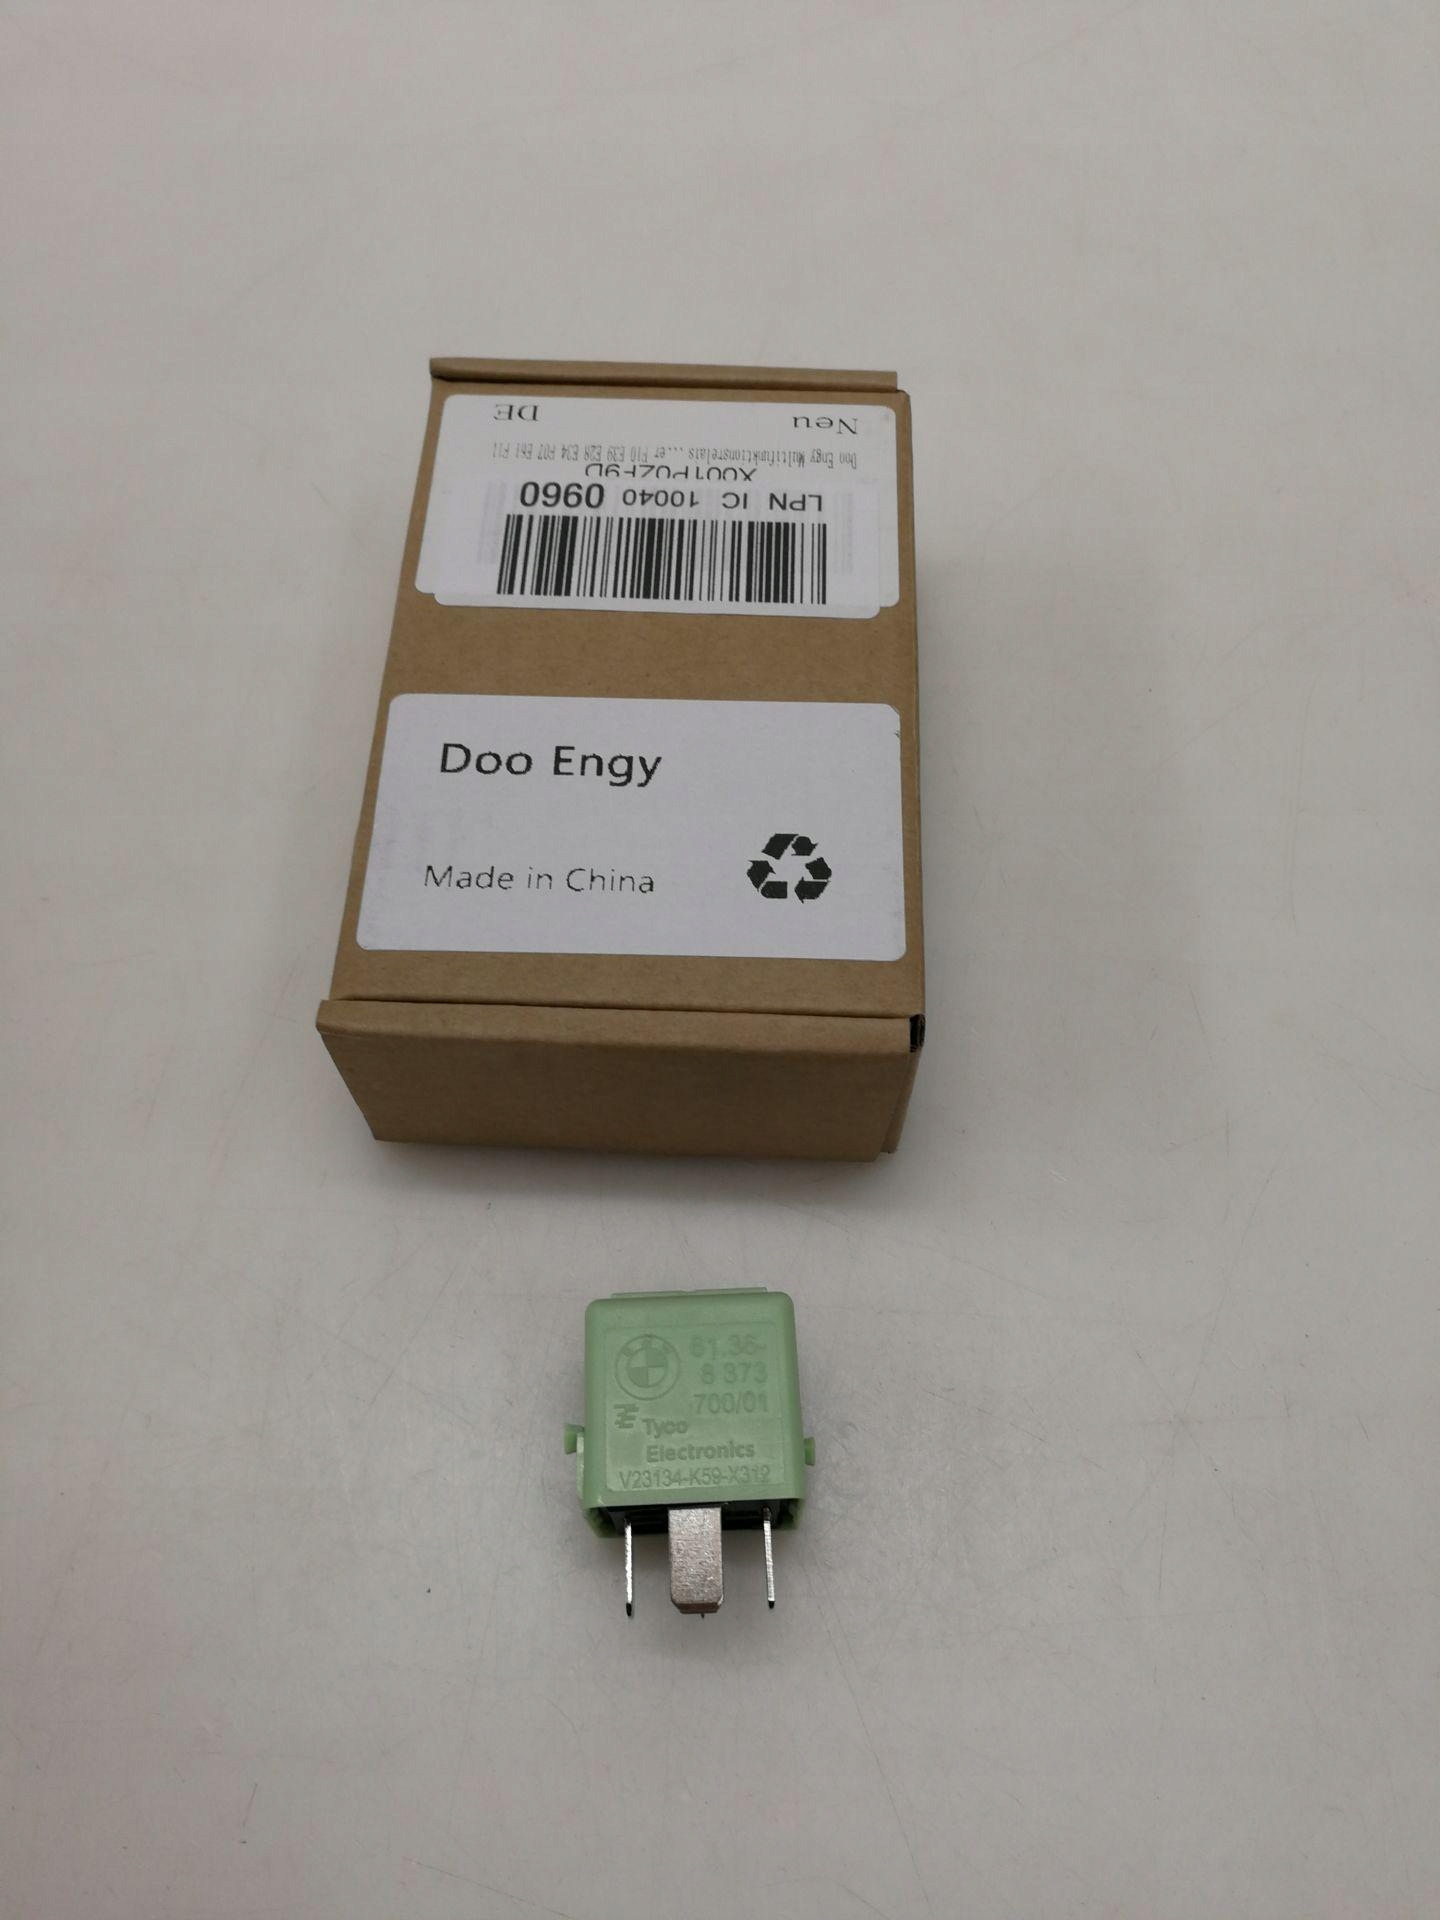 Neu DE
Doo Engy Multifunktionsrelais ...er F10 E39 E28 E34 F07 E61 F11
LPN IC 10040 0960
Doo Engy
Made in China
BMW
61.36-
8 373
700/01
Tyco
Electronics
V23134-K59-X312